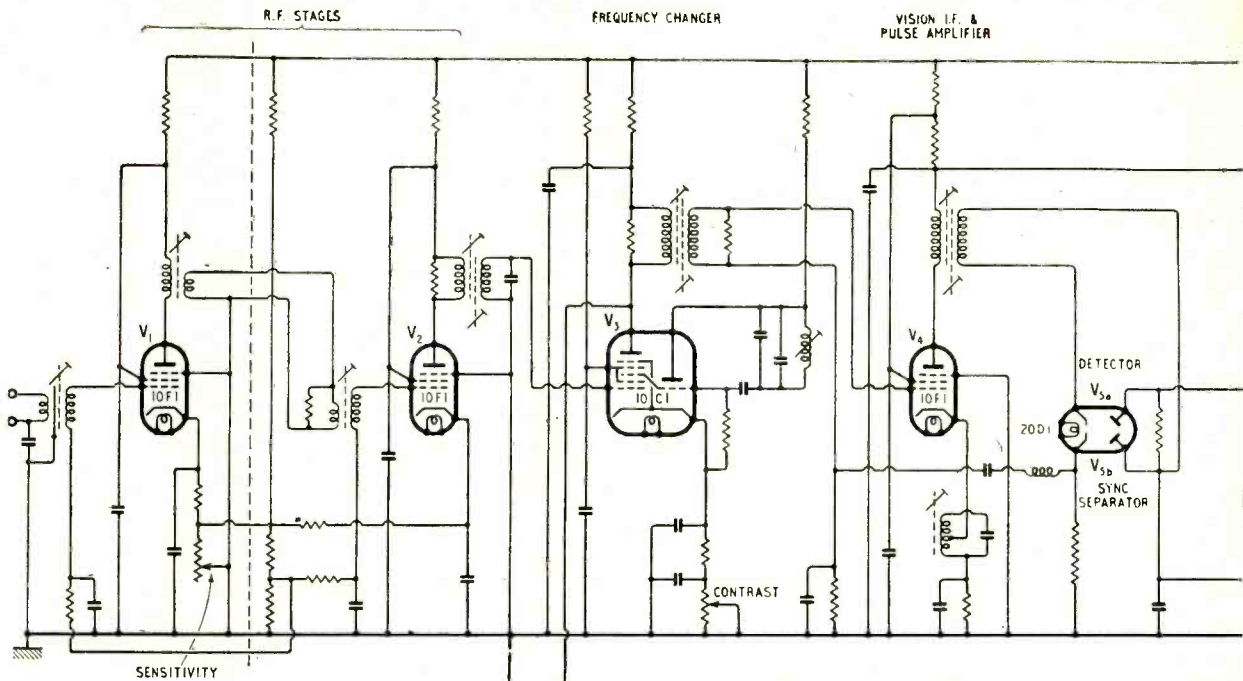 R.F. STAGES
FREQUENCY CHANGER
VISION I.F. &
PULSE AMPLIFIER
V1
10F1
V2
10F1
V3
10C1
V4
10F1
DETECTOR
V5a
20D1
V5b
SYNC
SEPARATOR
CONTRAST
SENSITIVITY